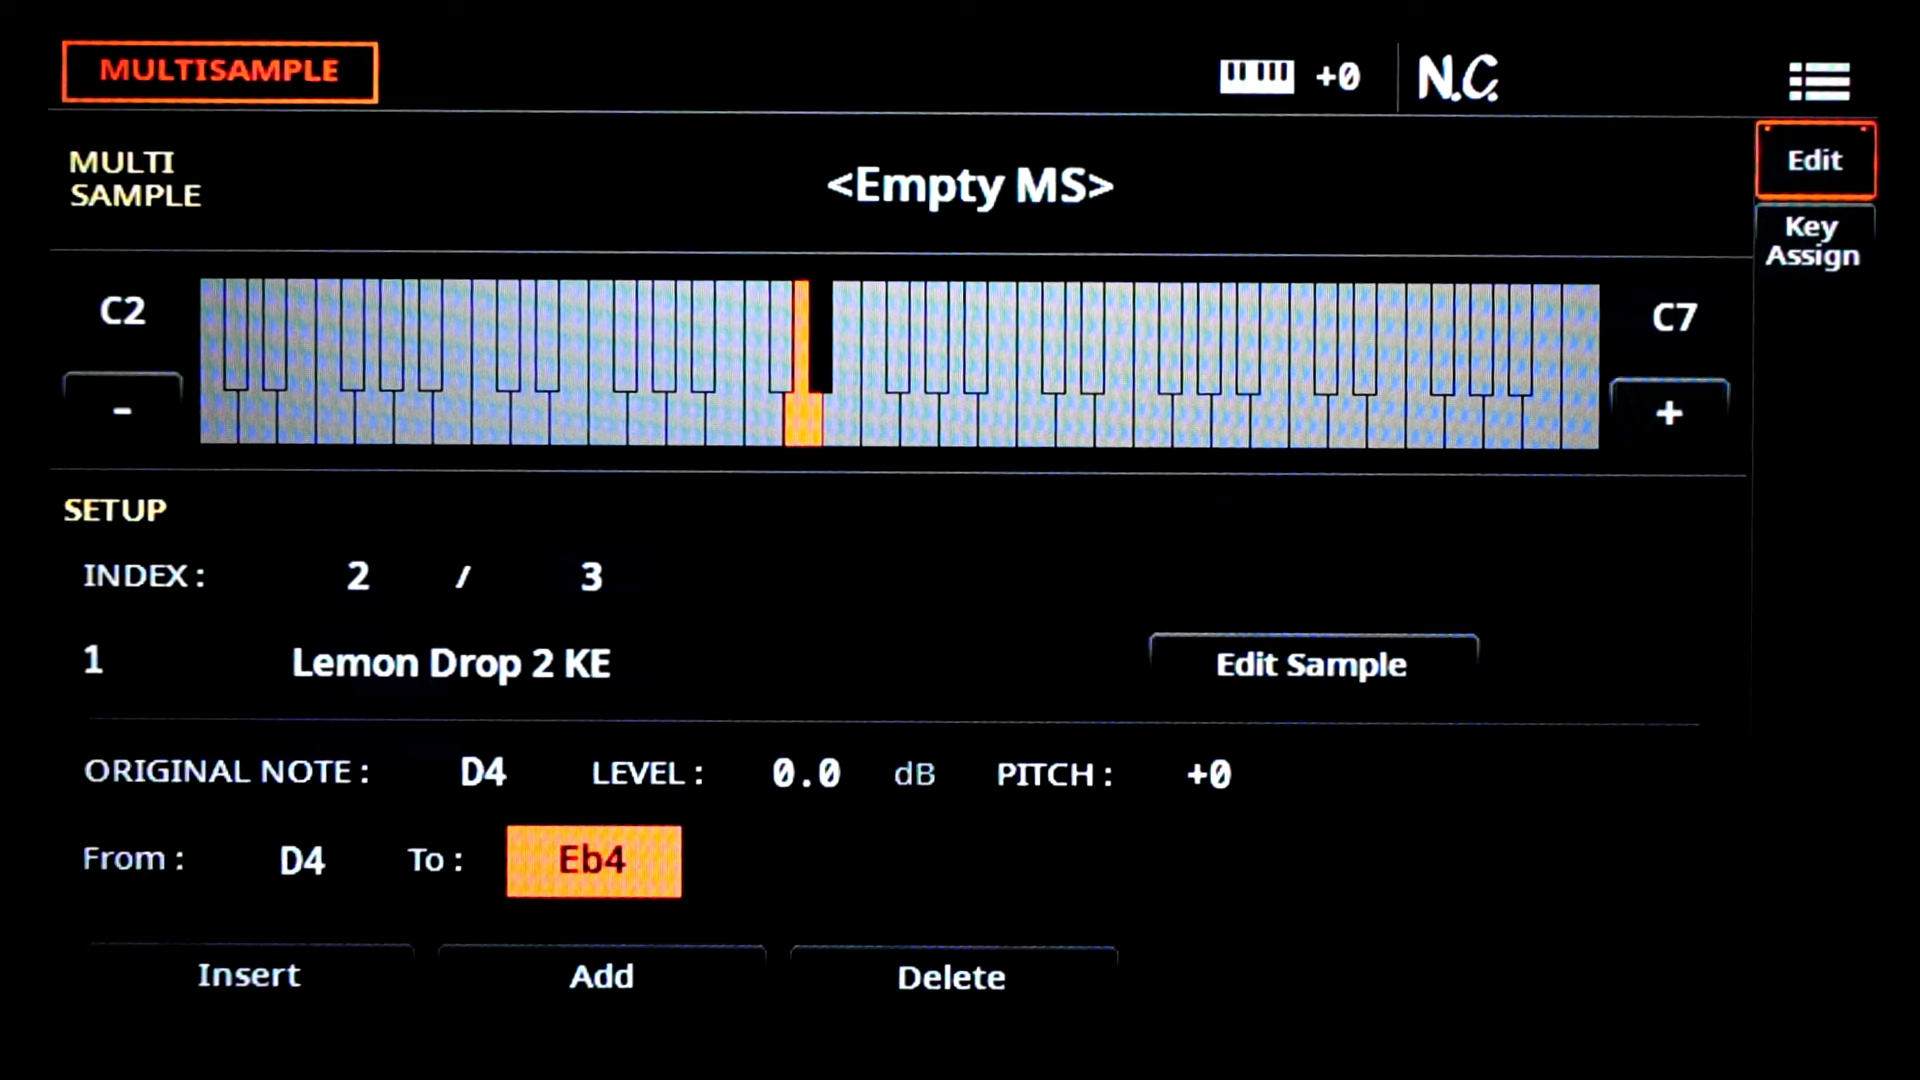 MULTISAMPLE
+0
N.C.
MULTI
SAMPLE
<Empty MS>
Edit
Key
Assign
C2
C7
-
+
SETUP
INDEX : 2 / 3
1 Lemon Drop 2 KE Edit Sample
ORIGINAL NOTE : D4 LEVEL : 0.0 dB PITCH : +0
From : D4 To : Eb4
Insert Add Delete